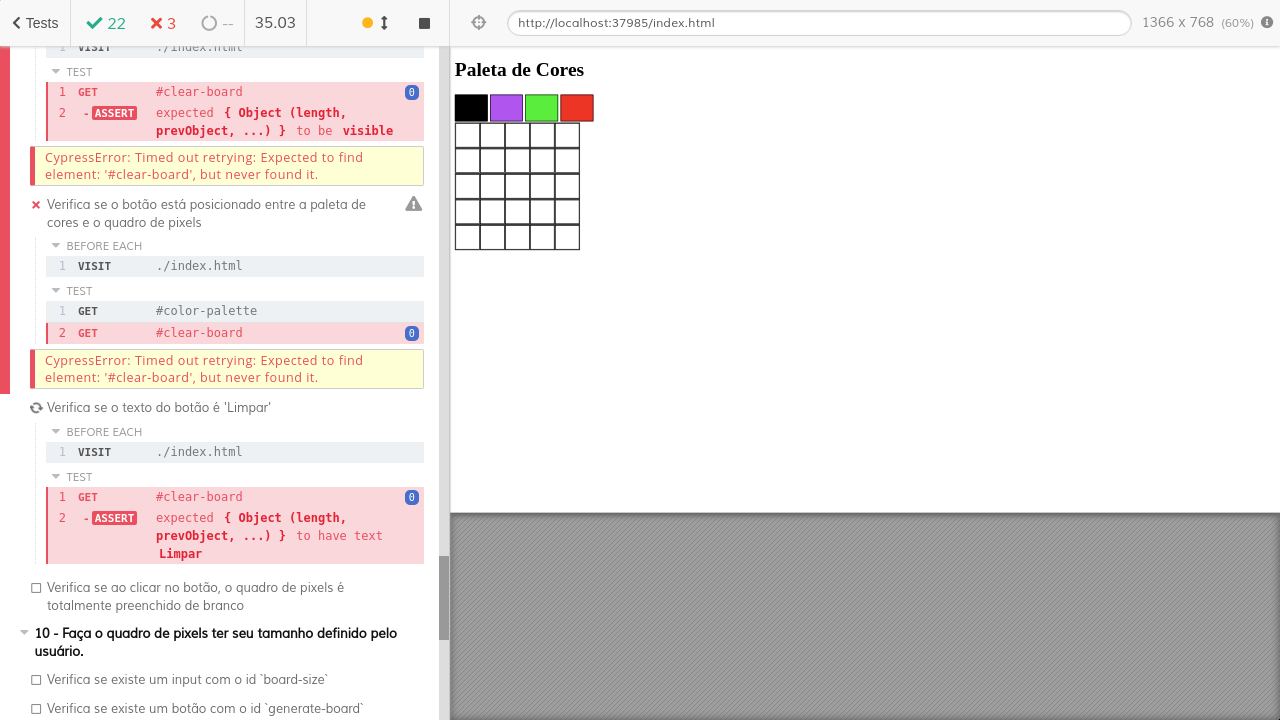 Tests 22 3 -- 35.03 http://localhost:37985/index.html 1366 x 768 (60%)
1 VISIT ./index.html
TEST
1 GET #clear-board 0
2 -ASSERT expected { Object (length,
prevObject, ...) } to be visible
CypressError: Timed out retrying: Expected to find
element: '#clear-board', but never found it.
Verifica se o botão está posicionado entre a paleta de
cores e o quadro de pixels
BEFORE EACH
1 VISIT ./index.html
TEST
1 GET #color-palette
2 GET #clear-board 0
CypressError: Timed out retrying: Expected to find
element: '#clear-board', but never found it.
Verifica se o texto do botão é 'Limpar'
BEFORE EACH
1 VISIT ./index.html
TEST
1 GET #clear-board 0
2 -ASSERT expected { Object (length,
prevObject, ...) } to have text
Limpar
Verifica se ao clicar no botão, o quadro de pixels é
totalmente preenchido de branco
10 - Faça o quadro de pixels ter seu tamanho definido pelo
usuário.
Verifica se existe um input com o id `board-size`
Verifica se existe um botão com o id `generate-board`
Paleta de Cores